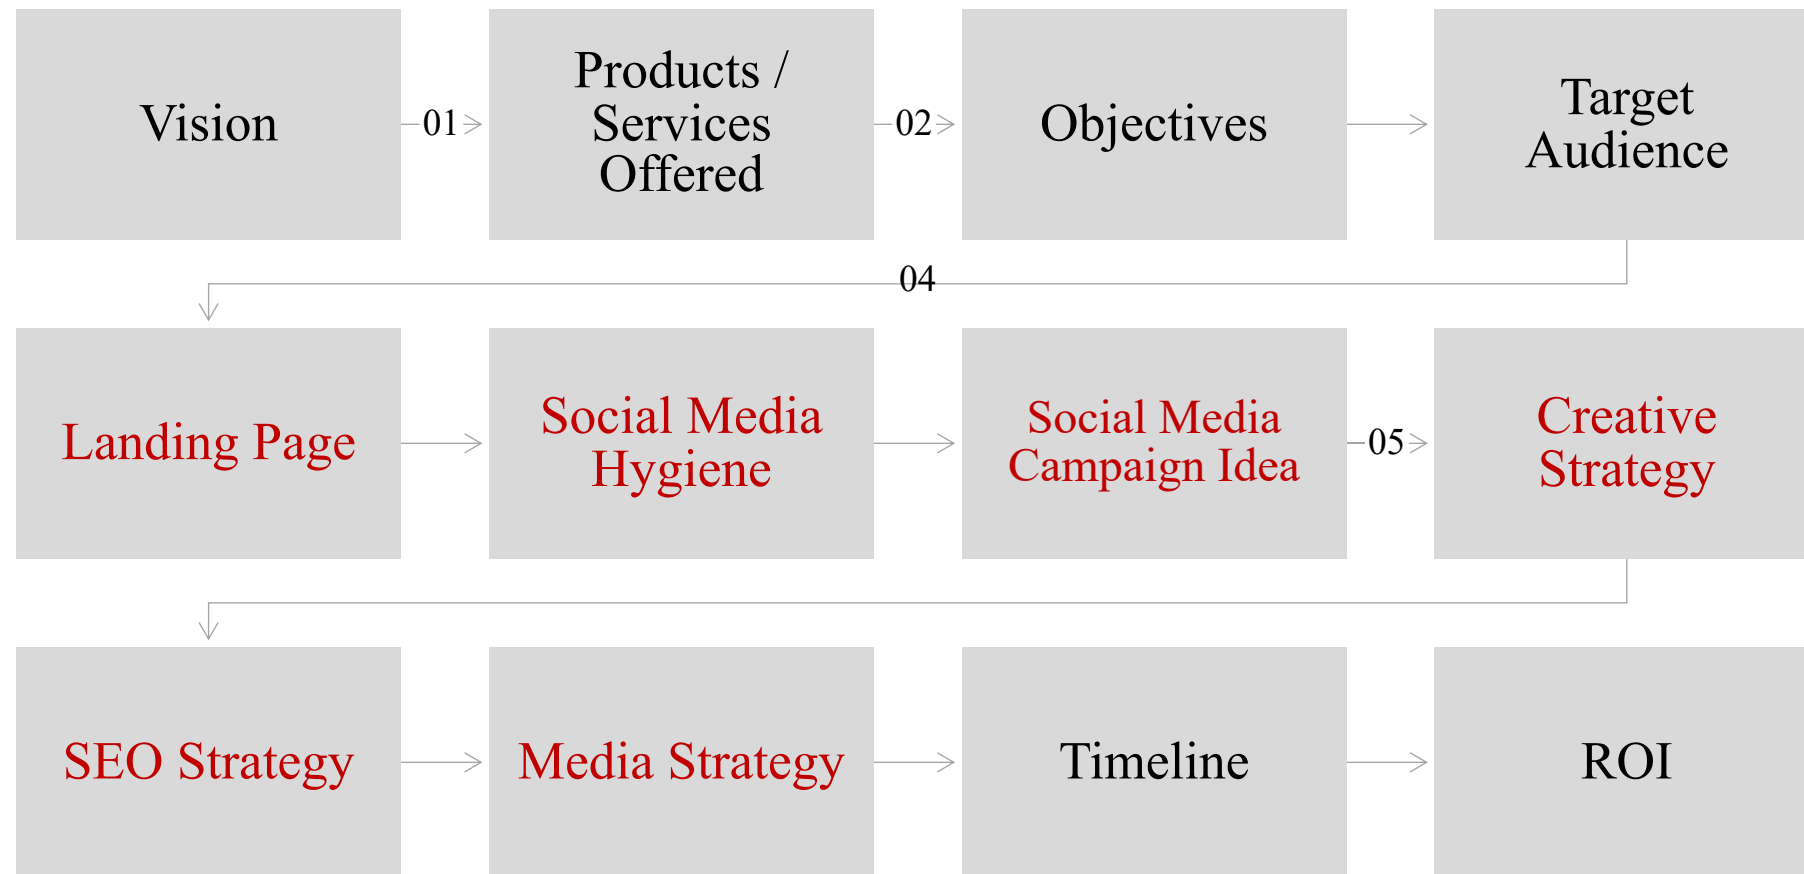 Vision
01
Products /
Services
Offered
02
Objectives
Target
Audience
04
Landing Page
Social Media
Hygiene
Social Media
Campaign Idea
05
Creative
Strategy
SEO Strategy
Media Strategy
Timeline
ROI